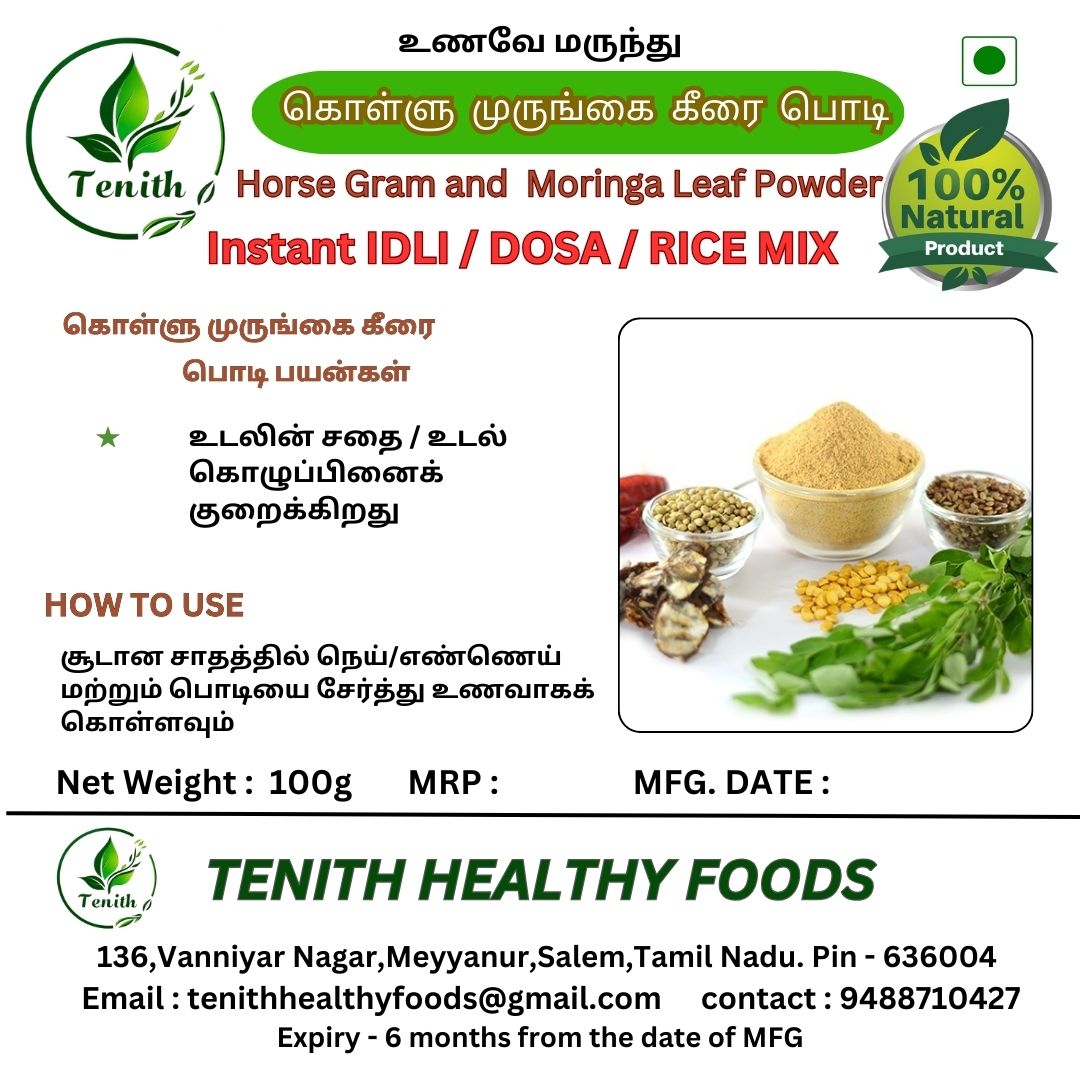 உணவே மருந்து
கொள்ளு முருங்கை கீரை பொடி
Tenith
Horse Gram and Moringa Leaf Powder
100%
Natural
Product
Instant IDLI / DOSA / RICE MIX
கொள்ளு முருங்கை கீரை
பொடி பயன்கள்
உடலின் சதை / உடல்
கொழுப்பினைக்
குறைக்கிறது
HOW TO USE
சூடான சாதத்தில் நெய்/எண்ணெய்
மற்றும் பொடியை சேர்த்து உணவாகக்
கொள்ளவும்
Net Weight : 100g MRP : MFG. DATE :
Tenith
TENITH HEALTHY FOODS
136,Vanniyar Nagar,Meyyanur,Salem,Tamil Nadu. Pin - 636004
Email : tenithhealthyfoods@gmail.com contact : 9488710427
Expiry - 6 months from the date of MFG